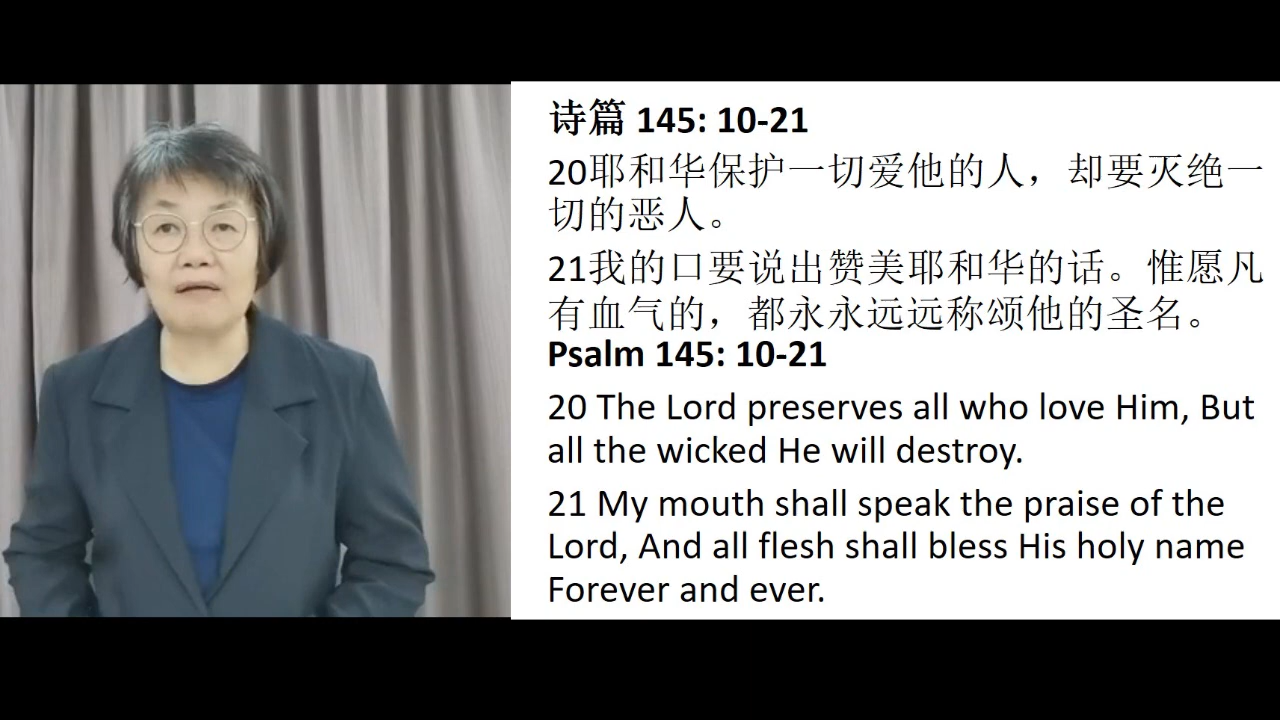 诗篇 145: 10-21
20耶和华保护一切爱他的人，却要灭绝一
切的恶人。
21我的口要说出赞美耶和华的话。惟愿凡
有血气的，都永永远远称颂他的圣名。
Psalm 145: 10-21
20 The Lord preserves all who love Him, But
all the wicked He will destroy.
21 My mouth shall speak the praise of the
Lord, And all flesh shall bless His holy name
Forever and ever.